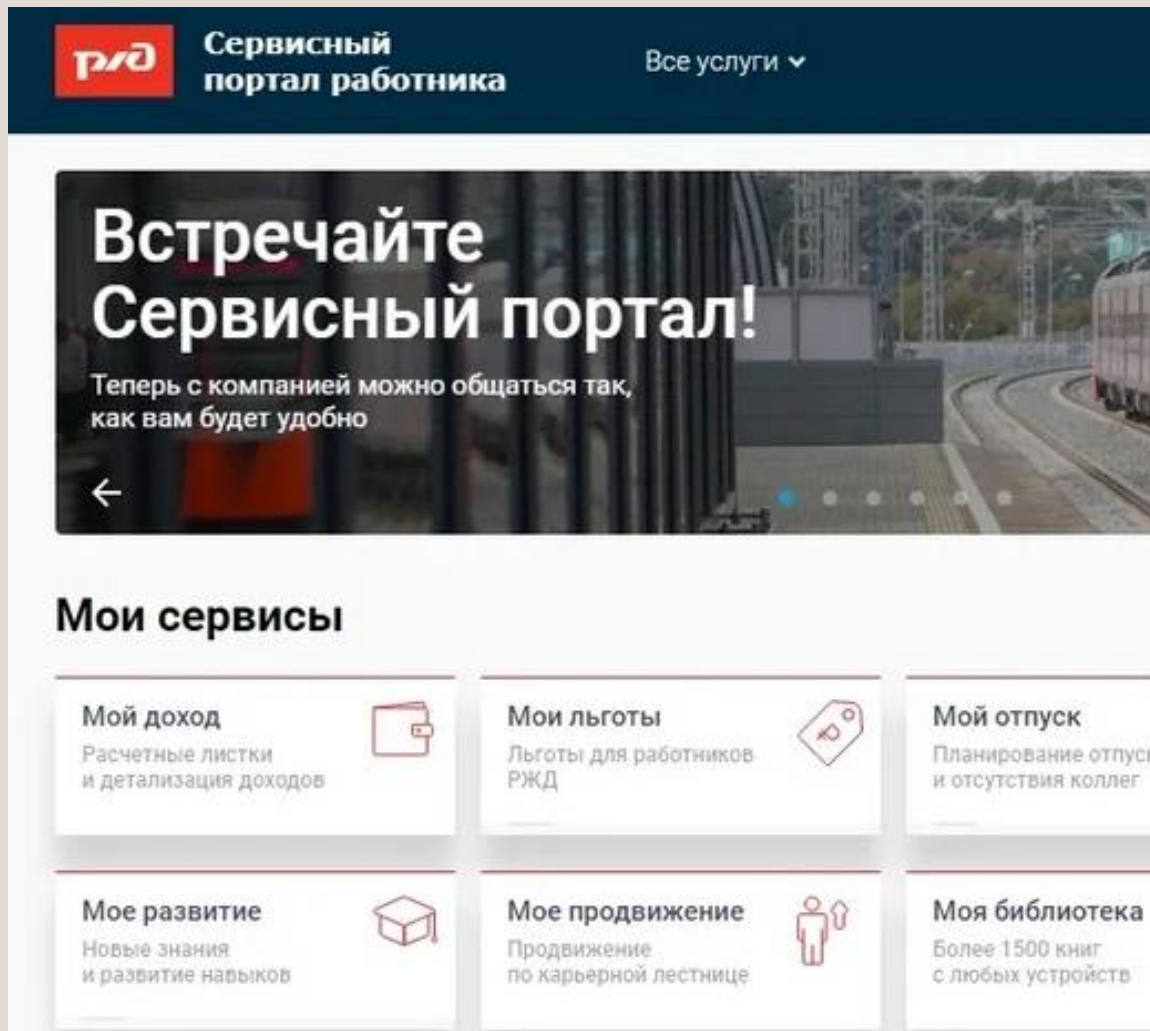 ржд
Сервисный
портал работника
Все услуги
Встречайте
Сервисный портал!
Теперь с компанией можно общаться так,
как вам будет удобно
Мои сервисы
Мой доход
Расчетные листки
и детализация доходов
Мои льготы
Льготы для работников
РЖД
Мой отпуск
Планирование отпуск
и отсутствия коллег
Мое развитие
Новые знания
и развитие навыков
Мое продвижение
Продвижение
по карьерной лестнице
Моя библиотека
Более 1500 книг
с любых устройств